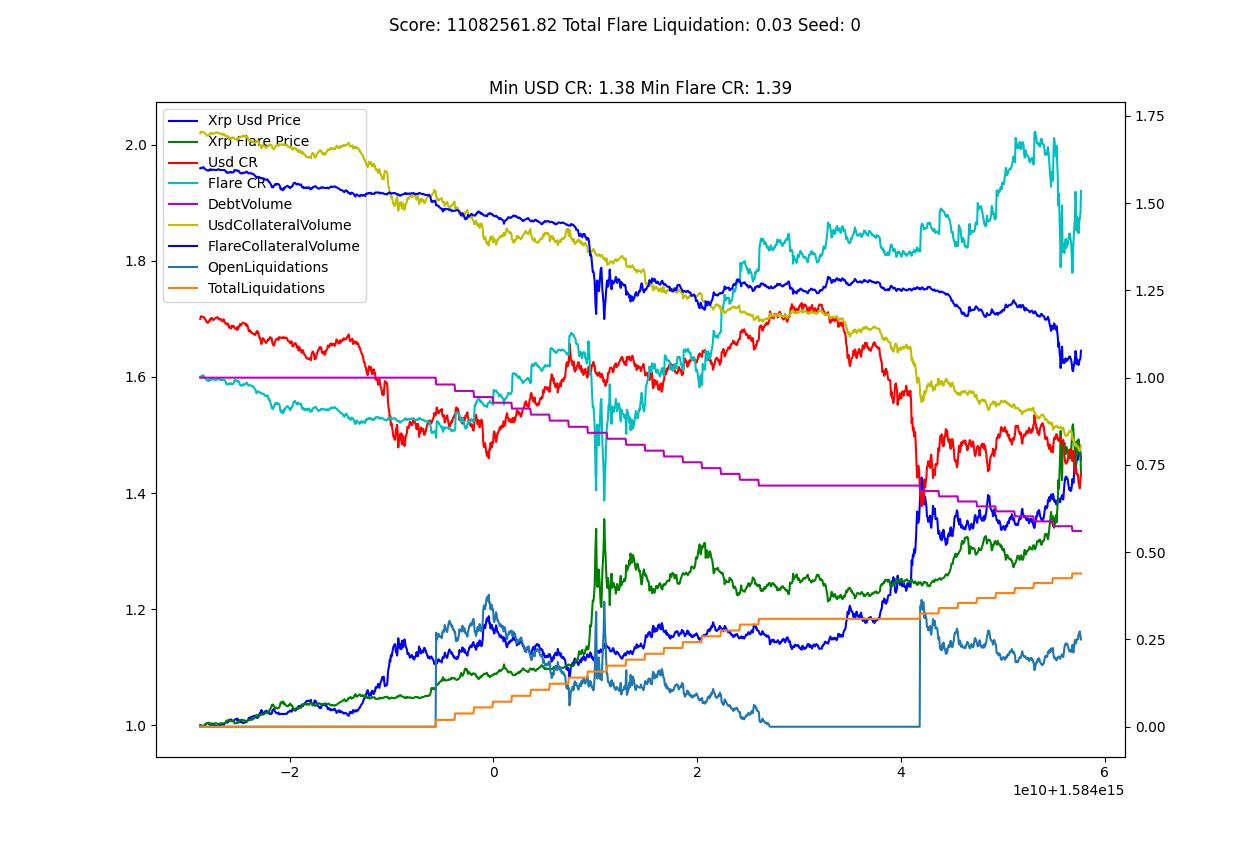 Score: 11082561.82 Total Flare Liquidation: 0.03 Seed: 0
Min USD CR: 1.38 Min Flare CR: 1.39
Xrp Usd Price
Xrp Flare Price
Usd CR
Flare CR
DebtVolume
UsdCollateralVolume
FlareCollateralVolume
OpenLiquidations
TotalLiquidations
2.0
1.8
1.6
1.4
1.2
1.0
1.75
1.50
1.25
1.00
0.75
0.50
0.25
0.00
−2
0
2
4
6
1e10+1.584e15